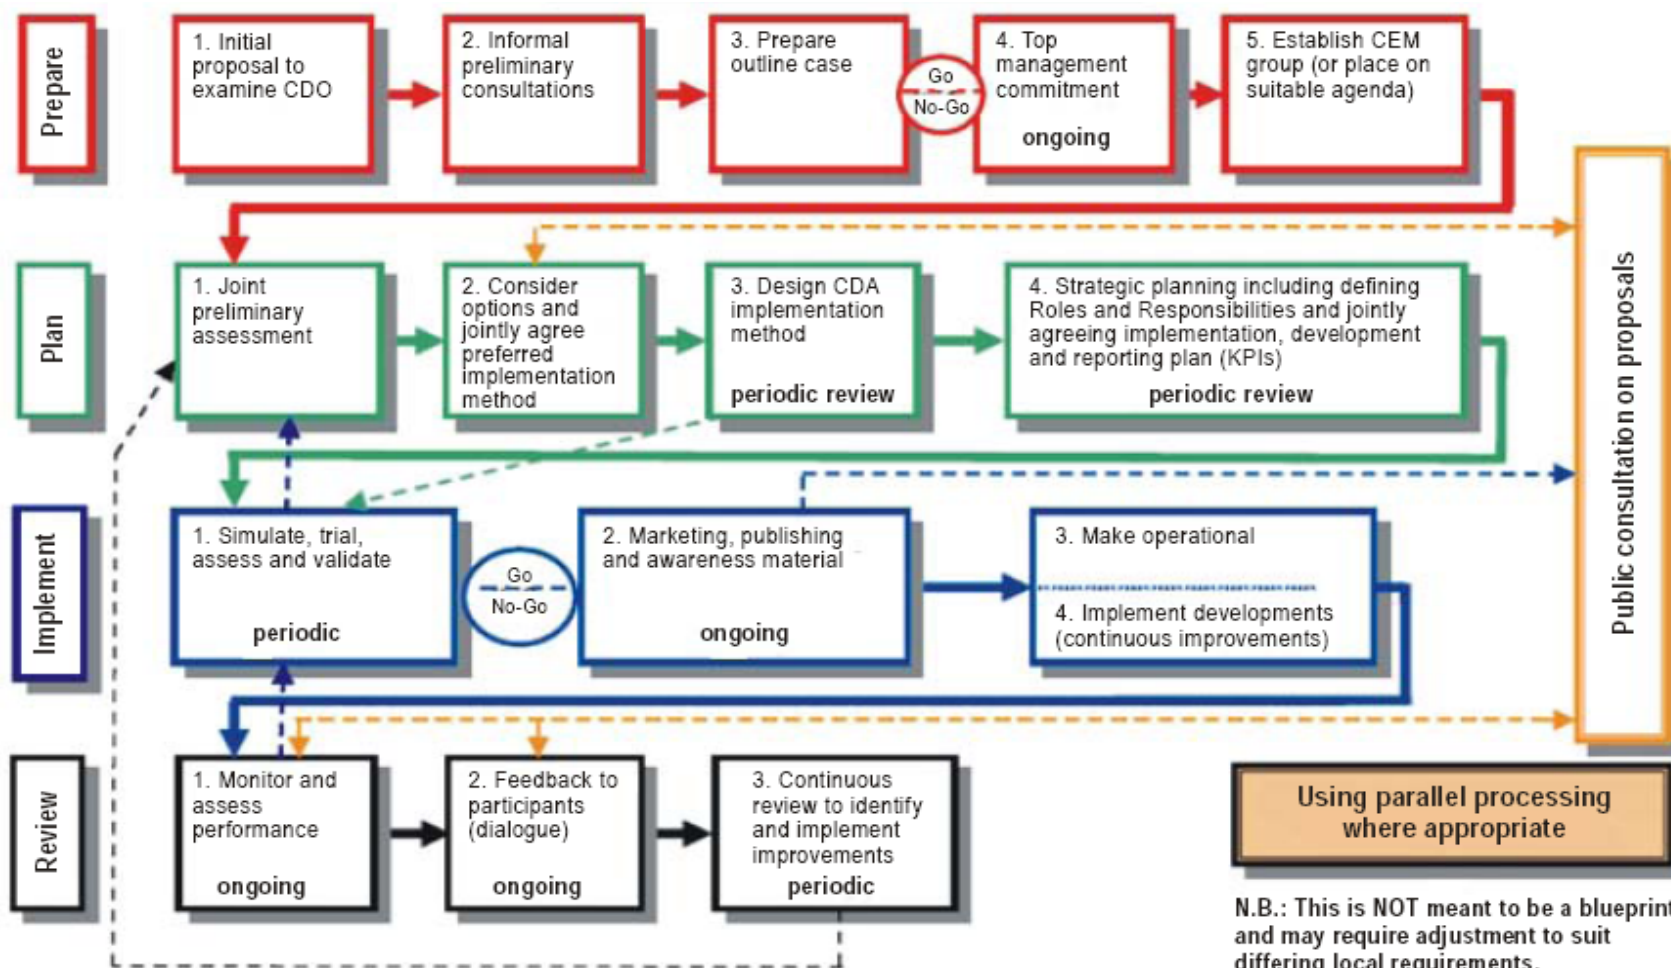 Prepare
1. Initial
proposal to
examine CDO
2. Informal
preliminary
consultations
3. Prepare
outline case
Go
No-Go
4. Top
management
commitment
ongoing
5. Establish CEM
group (or place on
suitable agenda)
Plan
1. Joint
preliminary
assessment
2. Consider
options and
jointly agree
preferred
implementation
method
3. Design CDA
implementation
method
periodic review
4. Strategic planning including defining
Roles and Responsibilities and jointly
agreeing implementation, development
and reporting plan (KPIs)
periodic review
Public consultation on proposals
Implement
1. Simulate, trial,
assess and validate
periodic
Go
No-Go
2. Marketing, publishing
and awareness material
ongoing
3. Make operational
4. Implement developments
(continuous improvements)
Review
1. Monitor and
assess
performance
ongoing
2. Feedback to
participants
(dialogue)
ongoing
3. Continuous
review to identify
and implement
improvements
periodic
Using parallel processing
where appropriate
N.B.: This is NOT meant to be a blueprint
and may require adjustment to suit
differing local requirements.